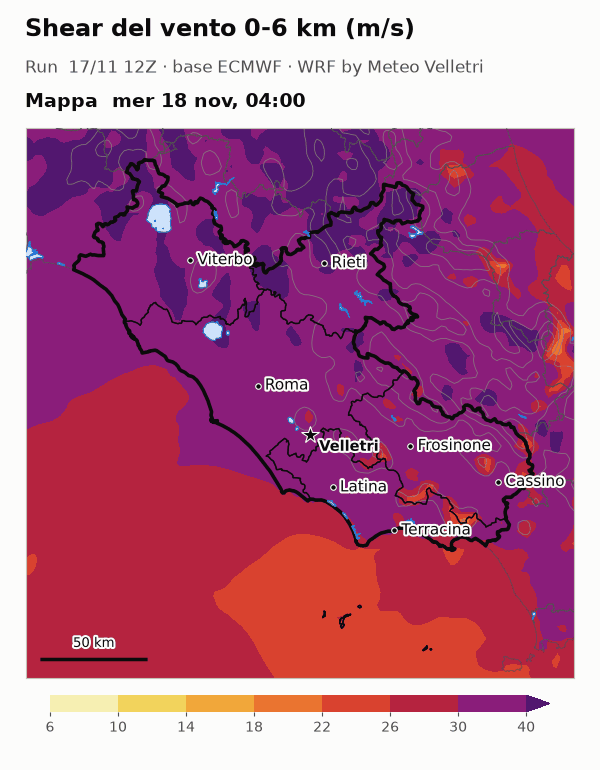 Shear del vento 0-6 km (m/s)
Run  17/11 12Z · base ECMWF · WRF by Meteo Velletri
Mappa  mer 18 nov, 04:00
Viterbo
Rieti
Roma
Velletri
Frosinone
Latina
Cassino
Terracina
50 km
6 10 14 18 22 26 30 40